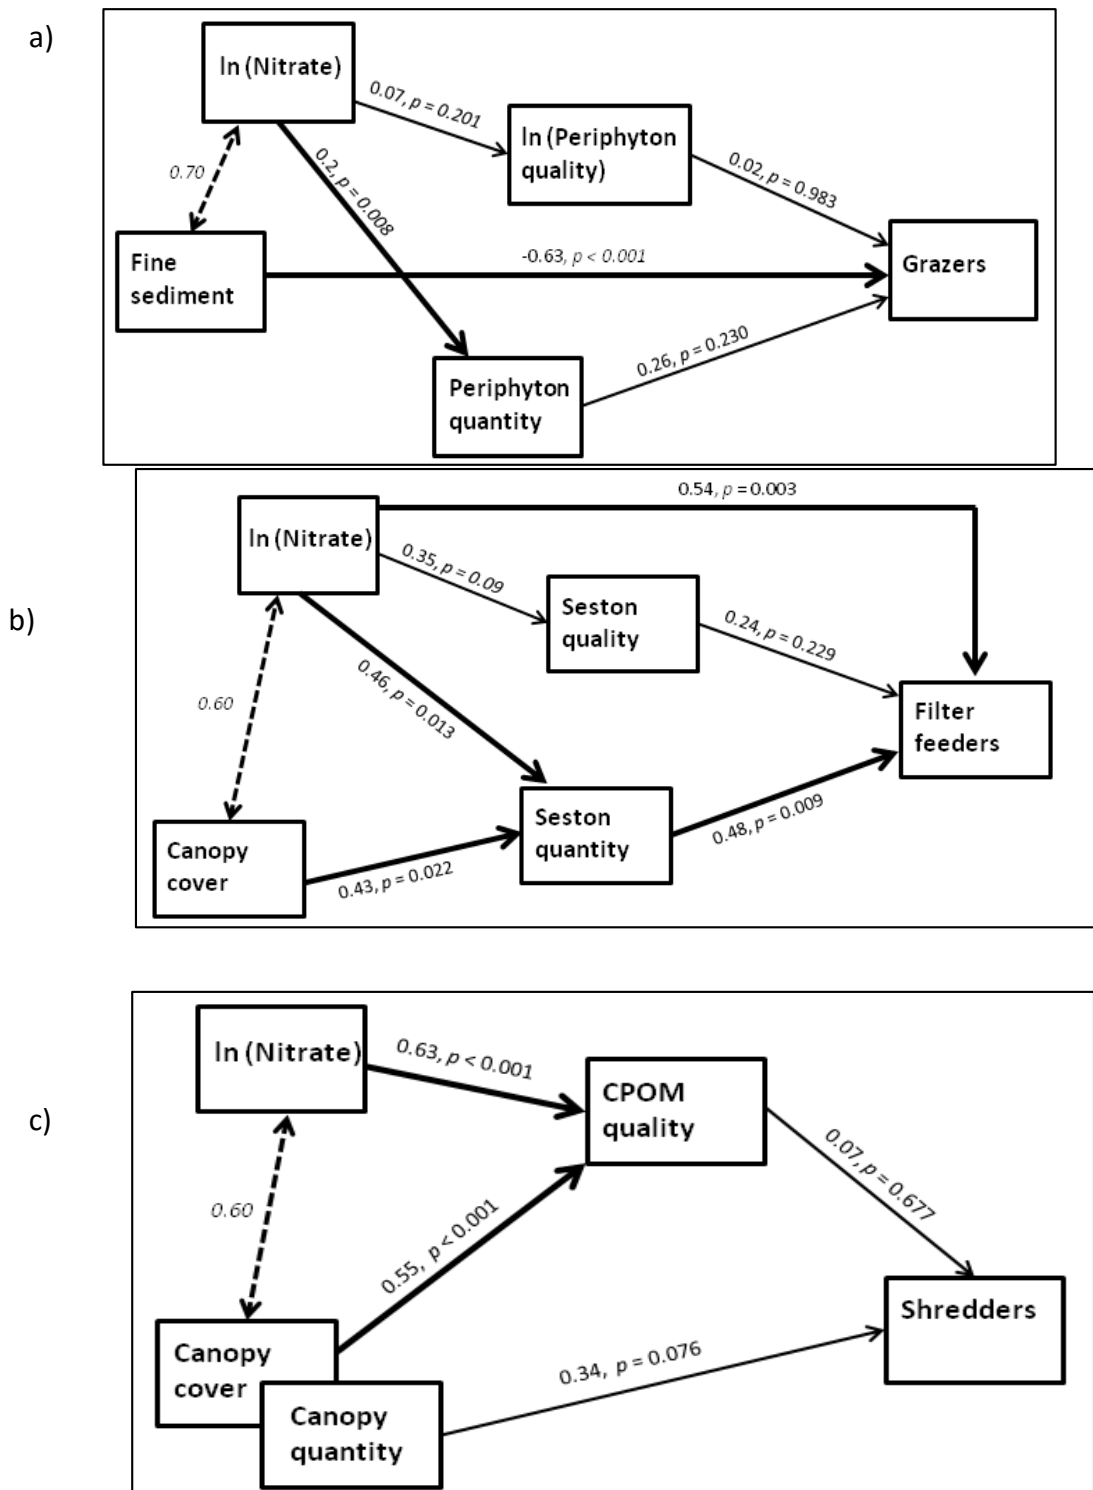 a)
ln (Nitrate)
0.07, p = 0.201
ln (Periphyton
quality)
0.02, p = 0.983
0.70
0.2, p = 0.008
Fine
sediment
-0.63, p < 0.001
Grazers
Periphyton
quantity
0.26, p = 0.230
b)
0.54, p = 0.003
ln (Nitrate)
0.35, p = 0.09
Seston
quality
0.24, p = 0.229
0.60
0.46, p = 0.013
Filter
feeders
Seston
quantity
0.48, p = 0.009
Canopy
cover
0.43, p = 0.022
c)
ln (Nitrate)
0.63, p < 0.001
CPOM
quality
0.07, p = 0.677
0.60
0.55, p < 0.001
Shredders
Canopy
cover
0.34, p = 0.076
Canopy
quantity